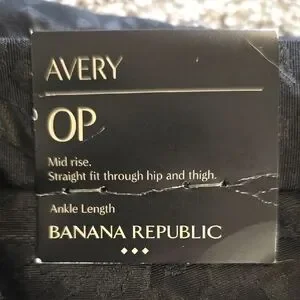 AVERY
OP
Mid rise.
Straight fit through hip and thigh.
Ankle Length
BANANA REPUBLIC